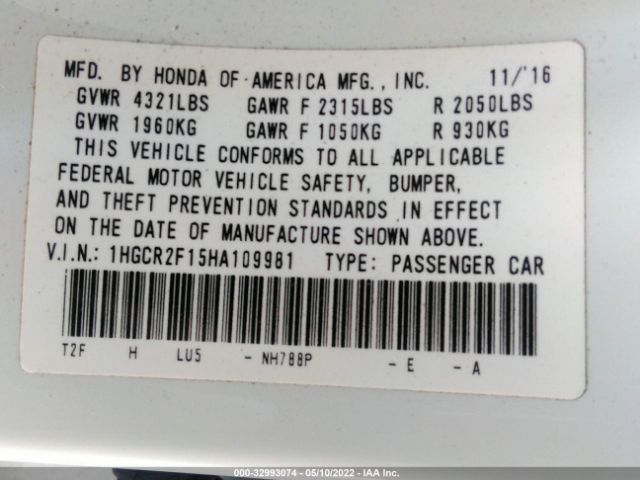 MFD. BY HONDA OF AMERICA MFG., INC. 11/'16
GVWR 4321LBS GAWR F 2315LBS R 2050LBS
GVWR 1960KG GAWR F 1050KG R 930KG
THIS VEHICLE CONFORMS TO ALL APPLICABLE
FEDERAL MOTOR VEHICLE SAFETY, BUMPER,
AND THEFT PREVENTION STANDARDS IN EFFECT
ON THE DATE OF MANUFACTURE SHOWN ABOVE.
V.I.N.: 1HGCR2F15HA109981 TYPE: PASSENGER CAR
T2F H LU5 - NH788P - E - A
000-32993074 — 05/10/2022 — IAA Inc.